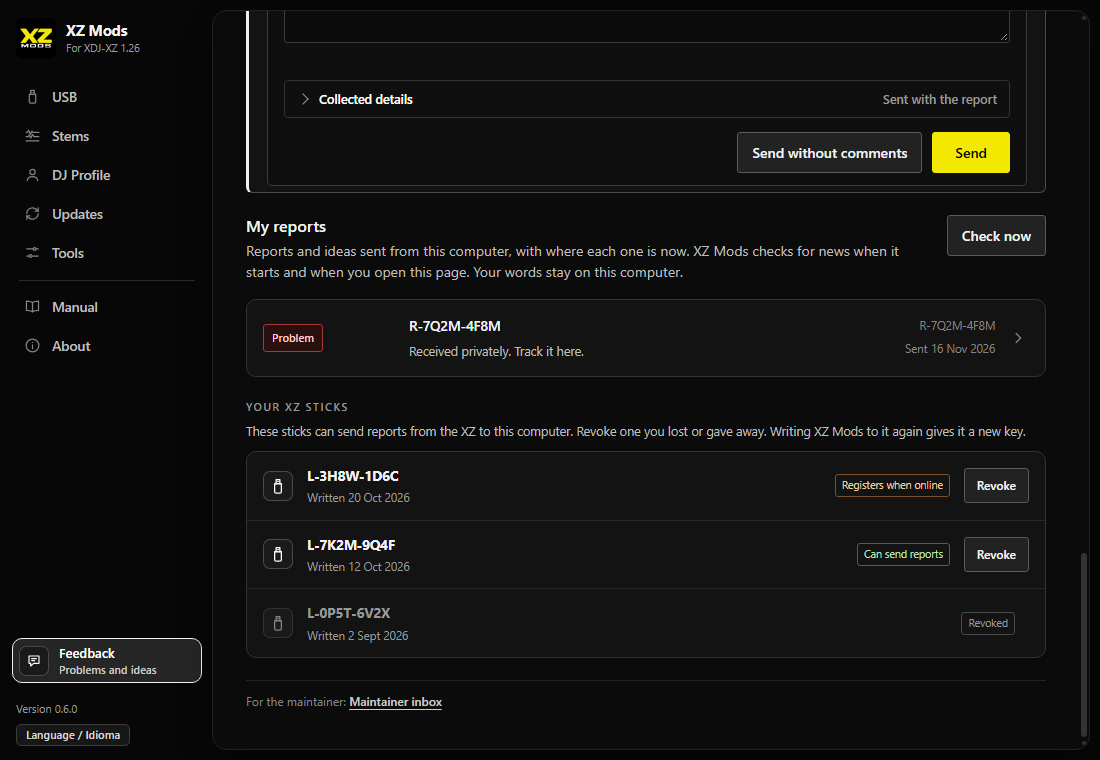 XZ
MODS
XZ Mods
For XDJ-XZ 1.26
USB
Stems
DJ Profile
Updates
Tools
Manual
About
Feedback
Problems and ideas
Version 0.6.0
Language / Idioma
Collected details
Sent with the report
Send without comments
Send
My reports
Reports and ideas sent from this computer, with where each one is now. XZ Mods checks for news when it
starts and when you open this page. Your words stay on this computer.
Check now
Problem
R-7Q2M-4F8M
Received privately. Track it here.
R-7Q2M-4F8M
Sent 16 Nov 2026
YOUR XZ STICKS
These sticks can send reports from the XZ to this computer. Revoke one you lost or gave away. Writing XZ Mods to it again gives it a new key.
L-3H8W-1D6C
Written 20 Oct 2026
Registers when online
Revoke
L-7K2M-9Q4F
Written 12 Oct 2026
Can send reports
Revoke
L-0P5T-6V2X
Written 2 Sept 2026
Revoked
For the maintainer: Maintainer inbox